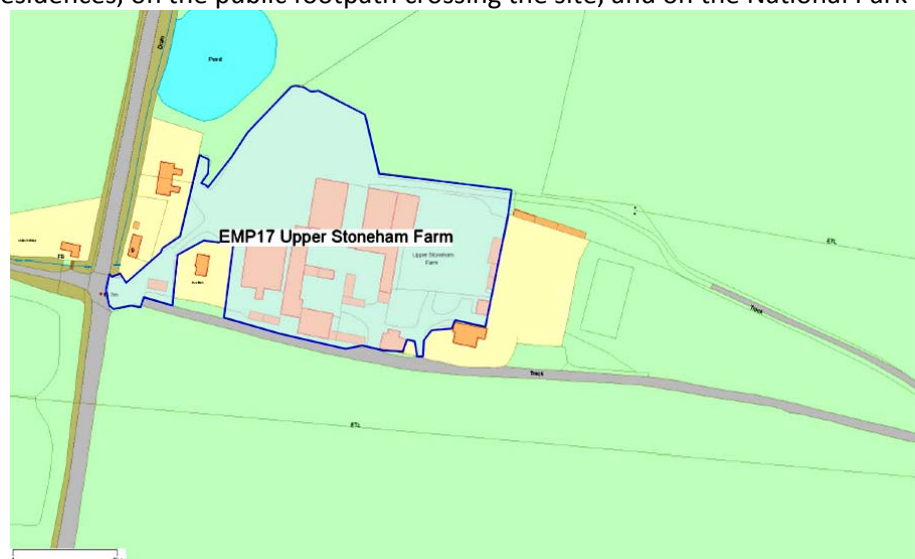 esidences, on the public footpath crossing the site, and on the National Park
Drain
Pond
EMP17 Upper Stoneham Farm
Upper Stoneham
Farm
ETL
Track
Track
ETL